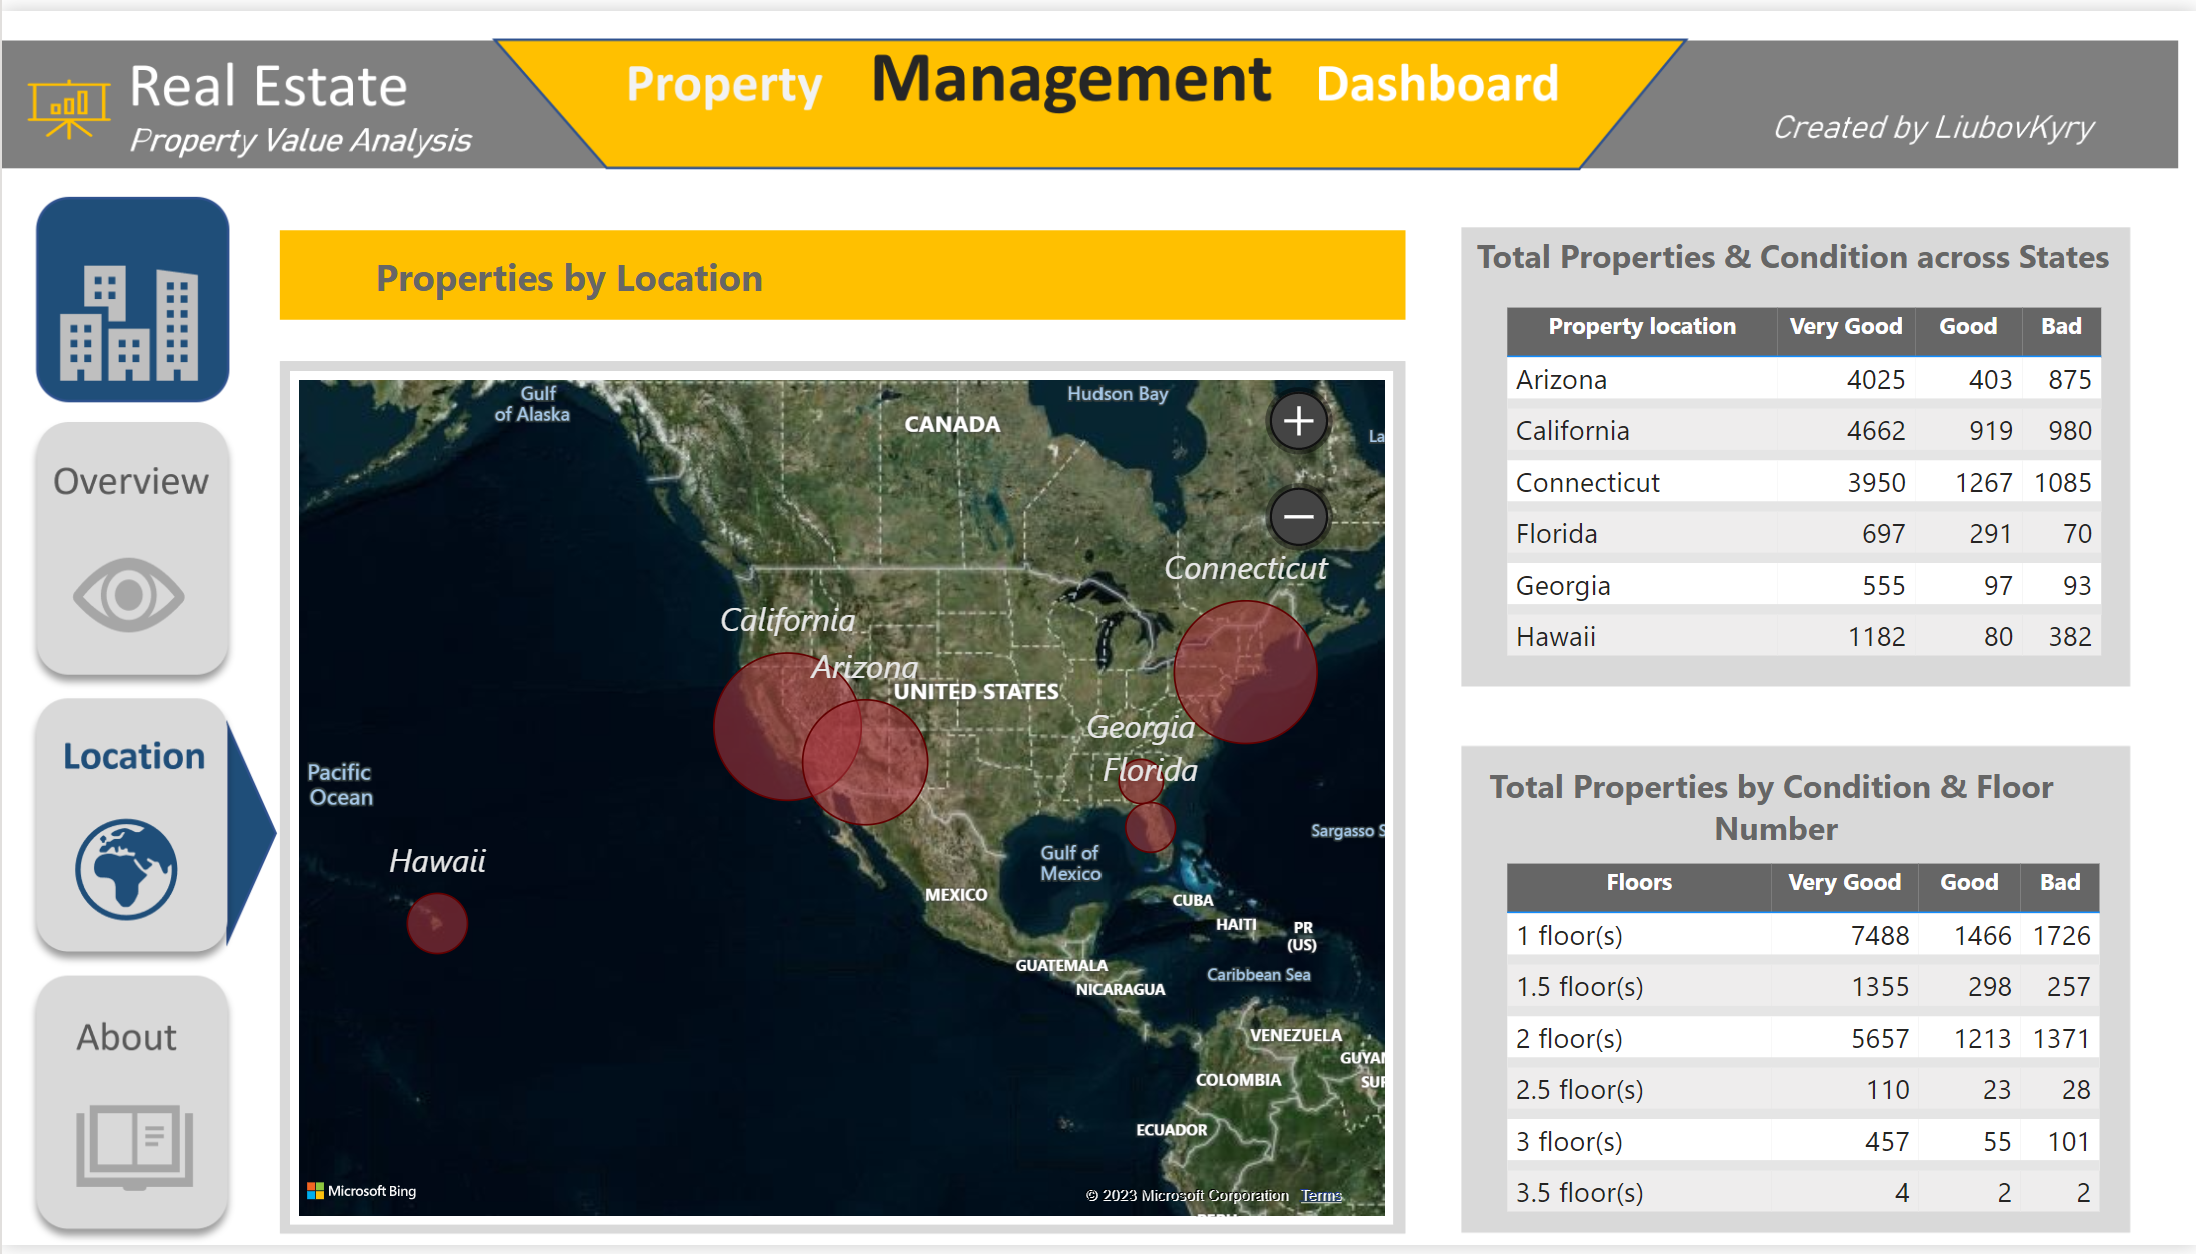 Real Estate
Property Value Analysis
Property Management Dashboard
Created by LiubovKyry
Overview
Location
About
Properties by Location
Gulf
of Alaska
Hudson Bay
CANADA
La
Connecticut
California
Arizona
UNITED STATES
Georgia
Florida
Pacific
Ocean
Sargasso S
Hawaii
Gulf of
Mexico
MEXICO
CUBA
HAITI
PR
(US)
GUATEMALA
Caribbean Sea
NICARAGUA
VENEZUELA
GUYAN
COLOMBIA
SUR
ECUADOR
Microsoft Bing
© 2023 Microsoft Corporation Terms
PERU
Total Properties & Condition across States
Property location Very Good Good Bad
Arizona 4025 403 875
California 4662 919 980
Connecticut 3950 1267 1085
Florida 697 291 70
Georgia 555 97 93
Hawaii 1182 80 382
Total Properties by Condition & Floor
Number
Floors Very Good Good Bad
1 floor(s) 7488 1466 1726
1.5 floor(s) 1355 298 257
2 floor(s) 5657 1213 1371
2.5 floor(s) 110 23 28
3 floor(s) 457 55 101
3.5 floor(s) 4 2 2